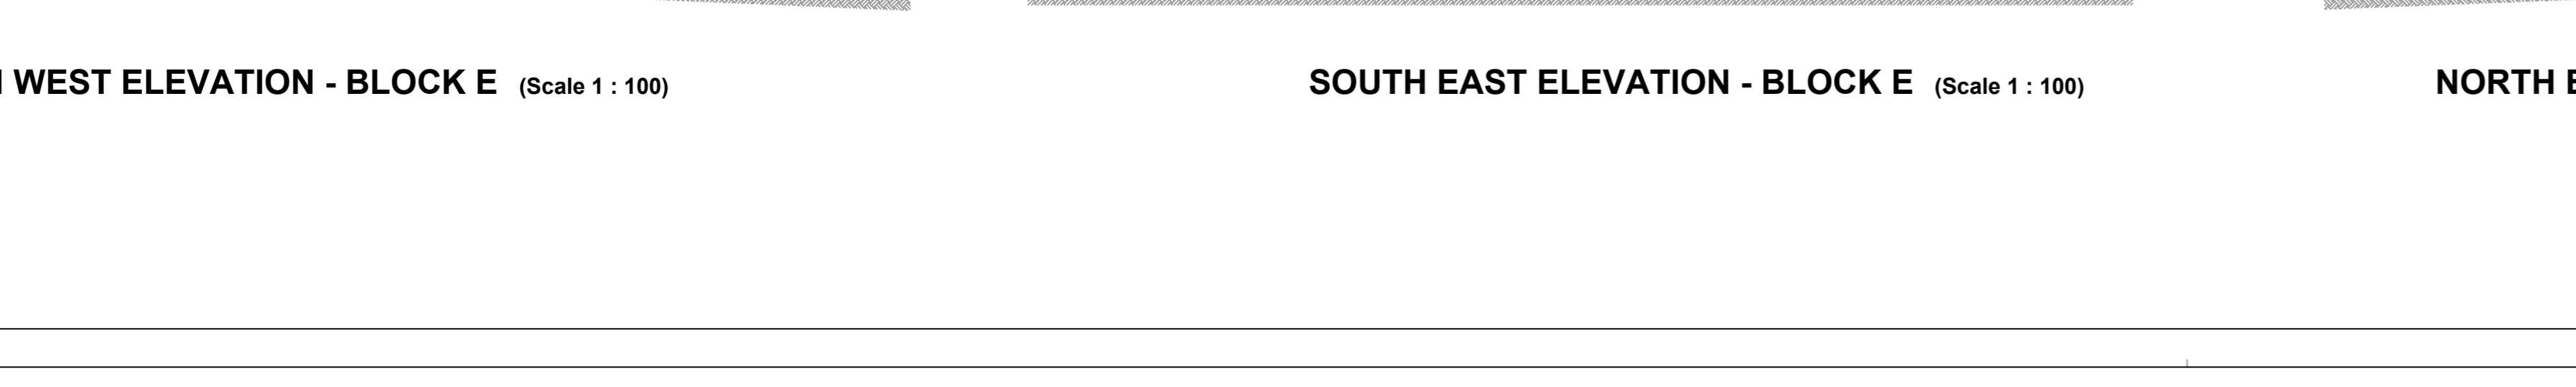 WEST ELEVATION - BLOCK E (Scale 1 : 100)
SOUTH EAST ELEVATION - BLOCK E (Scale 1 : 100)
NORTH